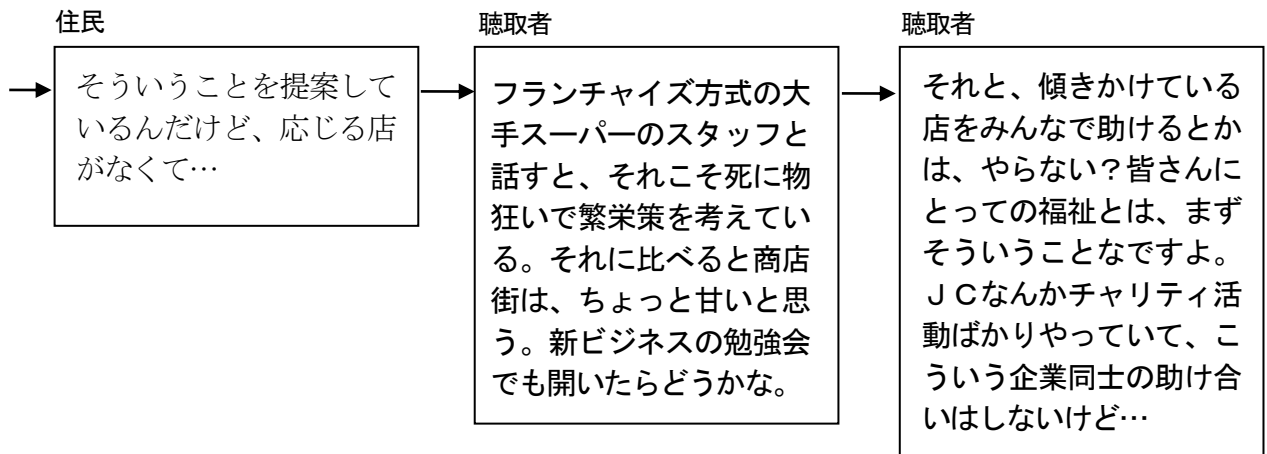 住民
そういうことを提案して
いるんだけど、応じる店
がなくて…
聴取者
フランチャイズ方式の大
手スーパーのスタッフと
話すと、それこそ死に物
狂いで繁栄策を考えてい
る。それに比べると商店
街は、ちょっと甘いと思
う。新ビジネスの勉強会
でも開いたらどうかな。
聴取者
それと、傾きかけている
店をみんなで助けるとか
は、やらない？皆さんに
とっての福祉とは、まず
そういうことなですよ。
ＪＣなんかチャリティ活
動ばかりやっていて、こ
ういう企業同士の助け合
いはしないけど…